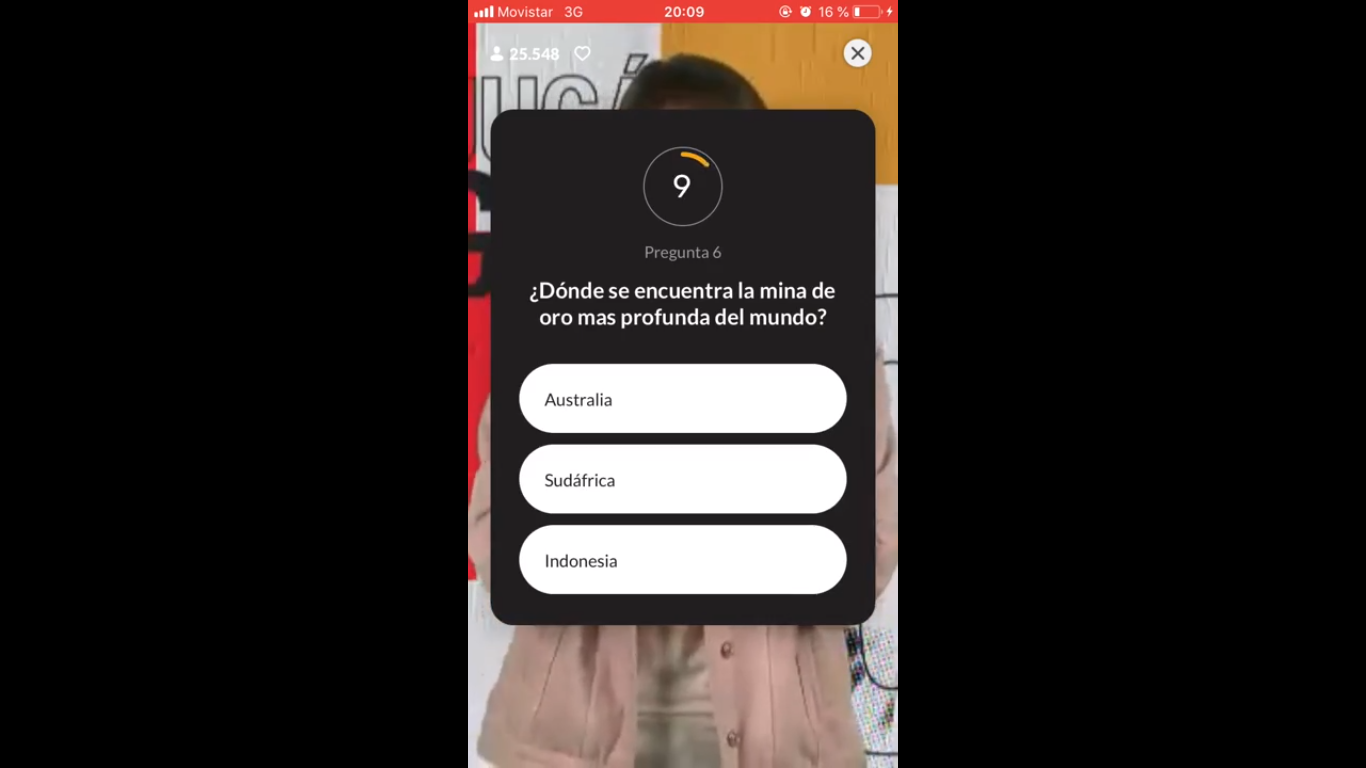 Movistar 3G 20:09 16 %
25.548
9
Pregunta 6
¿Dónde se encuentra la mina de
oro mas profunda del mundo?
Australia
Sudáfrica
Indonesia